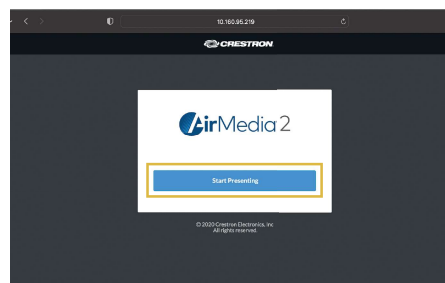 10.160.95.219
CRESTRON
AirMedia 2
Start Presenting
© 2020 Crestron Electronics, Inc
All rights reserved.